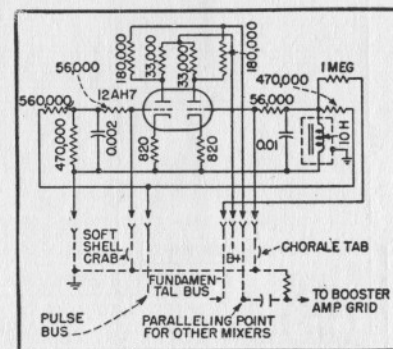 180,000
33,000
33,000
180,000
1 MEG
56,000
12AH7
470,000
560,000
56,000
470,000
0.002
820
820
0.01
10 H
SOFT
SHELL
CRAB
B+
CHORALE TAB
FUNDAMEN-
TAL BUS
PULSE
BUS
PARALLELING POINT
FOR OTHER MIXERS
TO BOOSTER
AMP. GRID